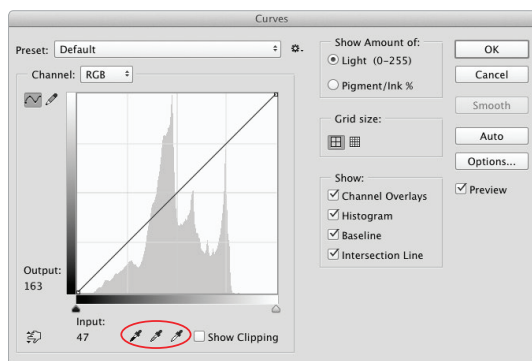 Curves
Preset: Default
Channel: RGB
Output:
163
Input:
47
Show Clipping
Show Amount of:
Light (0-255)
Pigment/Ink %
Grid size:
Show:
Channel Overlays
Histogram
Baseline
Intersection Line
OK
Cancel
Smooth
Auto
Options...
Preview